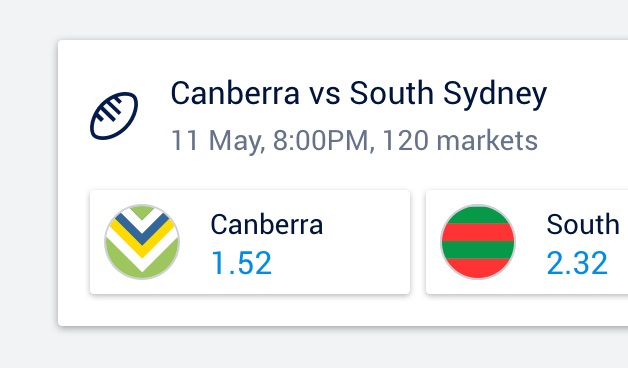 Canberra vs South Sydney
11 May, 8:00PM, 120 markets
Canberra
1.52
South
2.32